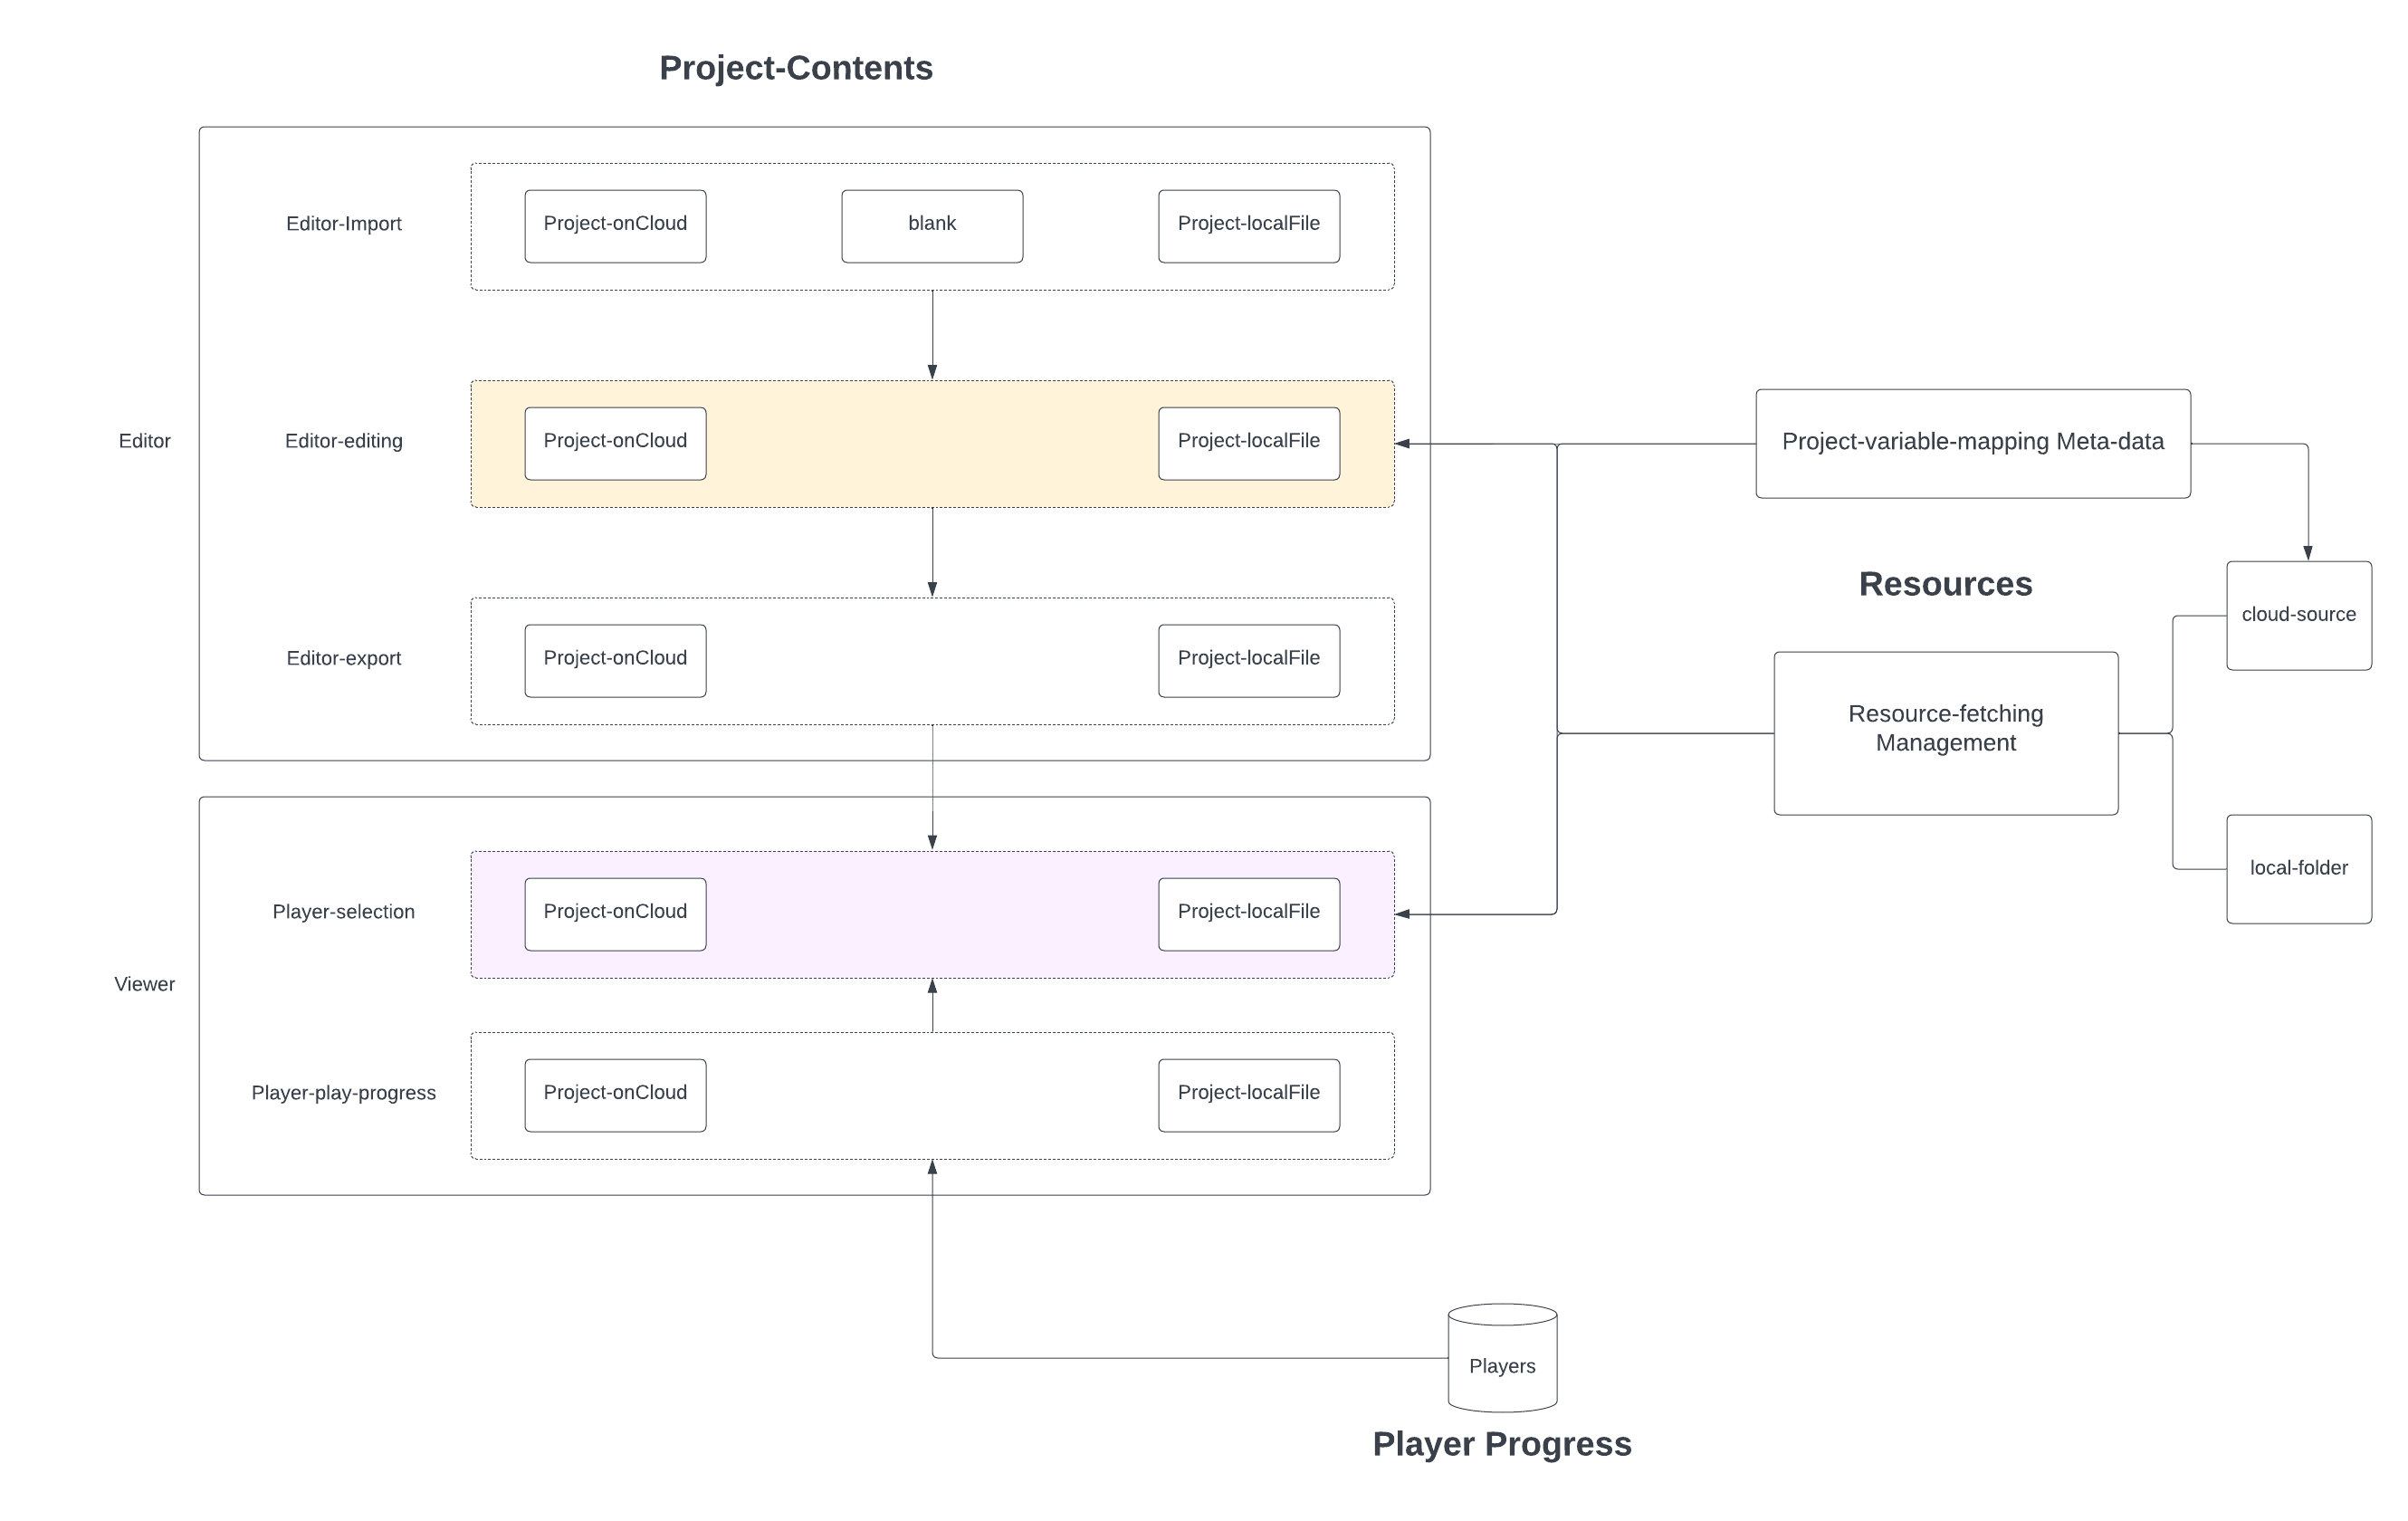 Project-Contents
Editor-Import
Project-onCloud
blank
Project-localFile
Editor
Editor-editing
Project-onCloud
Project-localFile
Project-variable-mapping Meta-data
Resources
cloud-source
Editor-export
Project-onCloud
Project-localFile
Resource-fetching
Management
local-folder
Player-selection
Project-onCloud
Project-localFile
Viewer
Player-play-progress
Project-onCloud
Project-localFile
Players
Player Progress